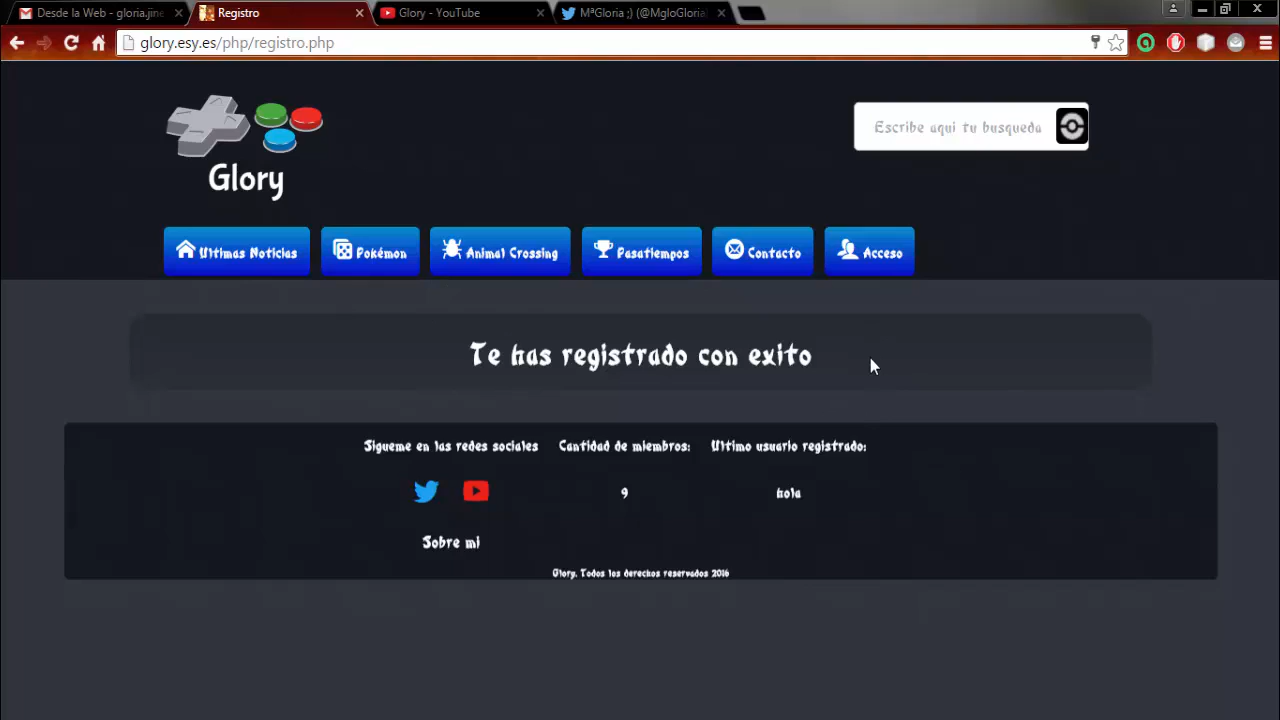 Desde la Web - gloria.jine
Registro
Glory - YouTube
MªGloria ;) (@MgloGloria
glory.esy.es/php/registro.php
Glory
Escribe aqui tu busqueda
Ultimas Noticias
Pokémon
Animal Crossing
Pasatiempos
Contacto
Acceso
Te has registrado con exito
Sigueme en las redes sociales
Cantidad de miembros:
Ultimo usuario registrado:
9
hola
Sobre mi
Glory. Todos los derechos reservados 2016